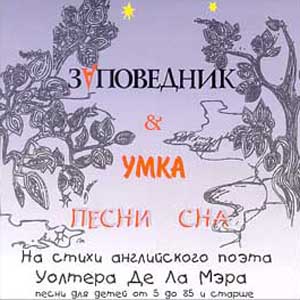 ЗАПОВЕДНИК
&
УМКА
ПЕСНИ СНА
На стихи английского поэта
Уолтера Де Ла Мэра
песни для детей от 5 до 85 и старше